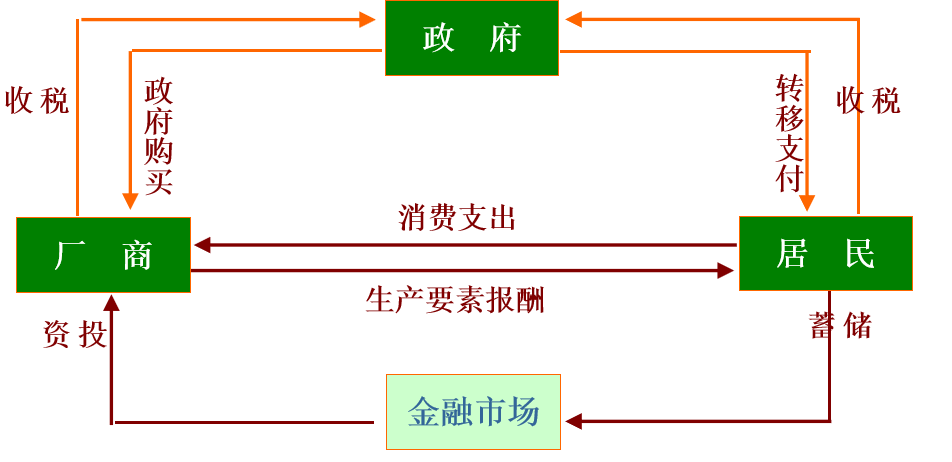 政 府
收 税
政府购买
转移支付
收 税
消费支出
厂 商
居 民
生产要素报酬
资 投
蓄 储
金融市场